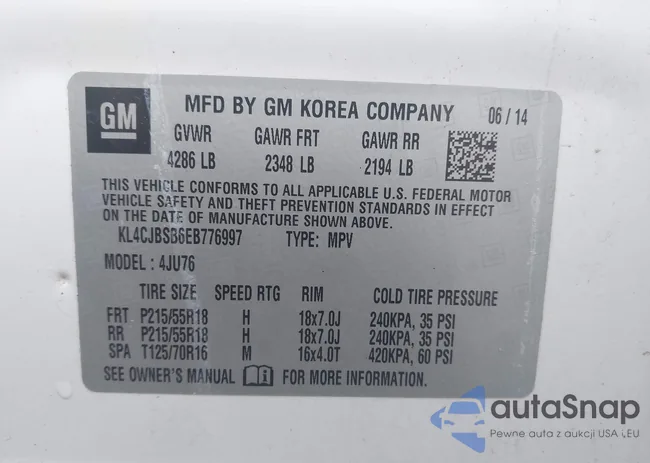 GM
MFD BY GM KOREA COMPANY 06 / 14
GVWR GAWR FRT GAWR RR
4286 LB 2348 LB 2194 LB
THIS VEHICLE CONFORMS TO ALL APPLICABLE U.S. FEDERAL MOTOR
VEHICLE SAFETY AND THEFT PREVENTION STANDARDS IN EFFECT ON
THE DATE OF MANUFACTURE SHOWN ABOVE.
KL4CJBSB6EB776997 TYPE: MPV
MODEL : 4JU76
TIRE SIZE SPEED RTG RIM COLD TIRE PRESSURE
FRT P215/55R18 H 18x7.0J 240KPA, 35 PSI
RR P215/55R18 H 18x7.0J 240KPA, 35 PSI
SPA T125/70R16 M 16x4.0T 420KPA, 60 PSI
SEE OWNER'S MANUAL FOR MORE INFORMATION.
autaSnap
Pewne auta z aukcji USA i EU